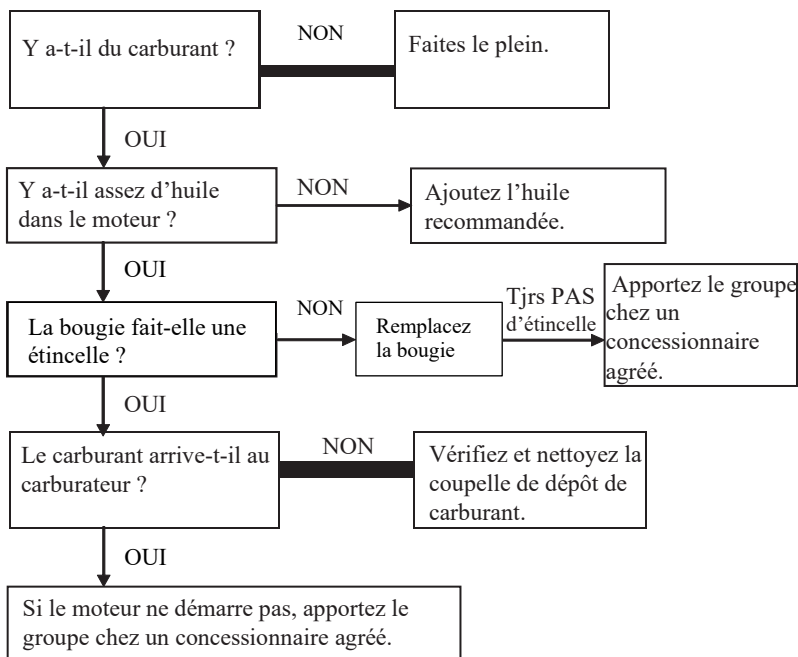 Y a-t-il du carburant ?
NON
Faites le plein.
OUI
Y a-t-il assez d'huile
dans le moteur ?
NON
Ajoutez l'huile
recommandée.
OUI
La bougie fait-elle une
étincelle ?
NON
Remplacez
la bougie
Tjrs PAS
d'étincelle
Apportez le groupe
chez un
concessionnaire
agréé.
OUI
Le carburant arrive-t-il au
carburateur ?
NON
Vérifiez et nettoyez la
coupelle de dépôt de
carburant.
OUI
Si le moteur ne démarre pas, apportez le
groupe chez un concessionnaire agréé.